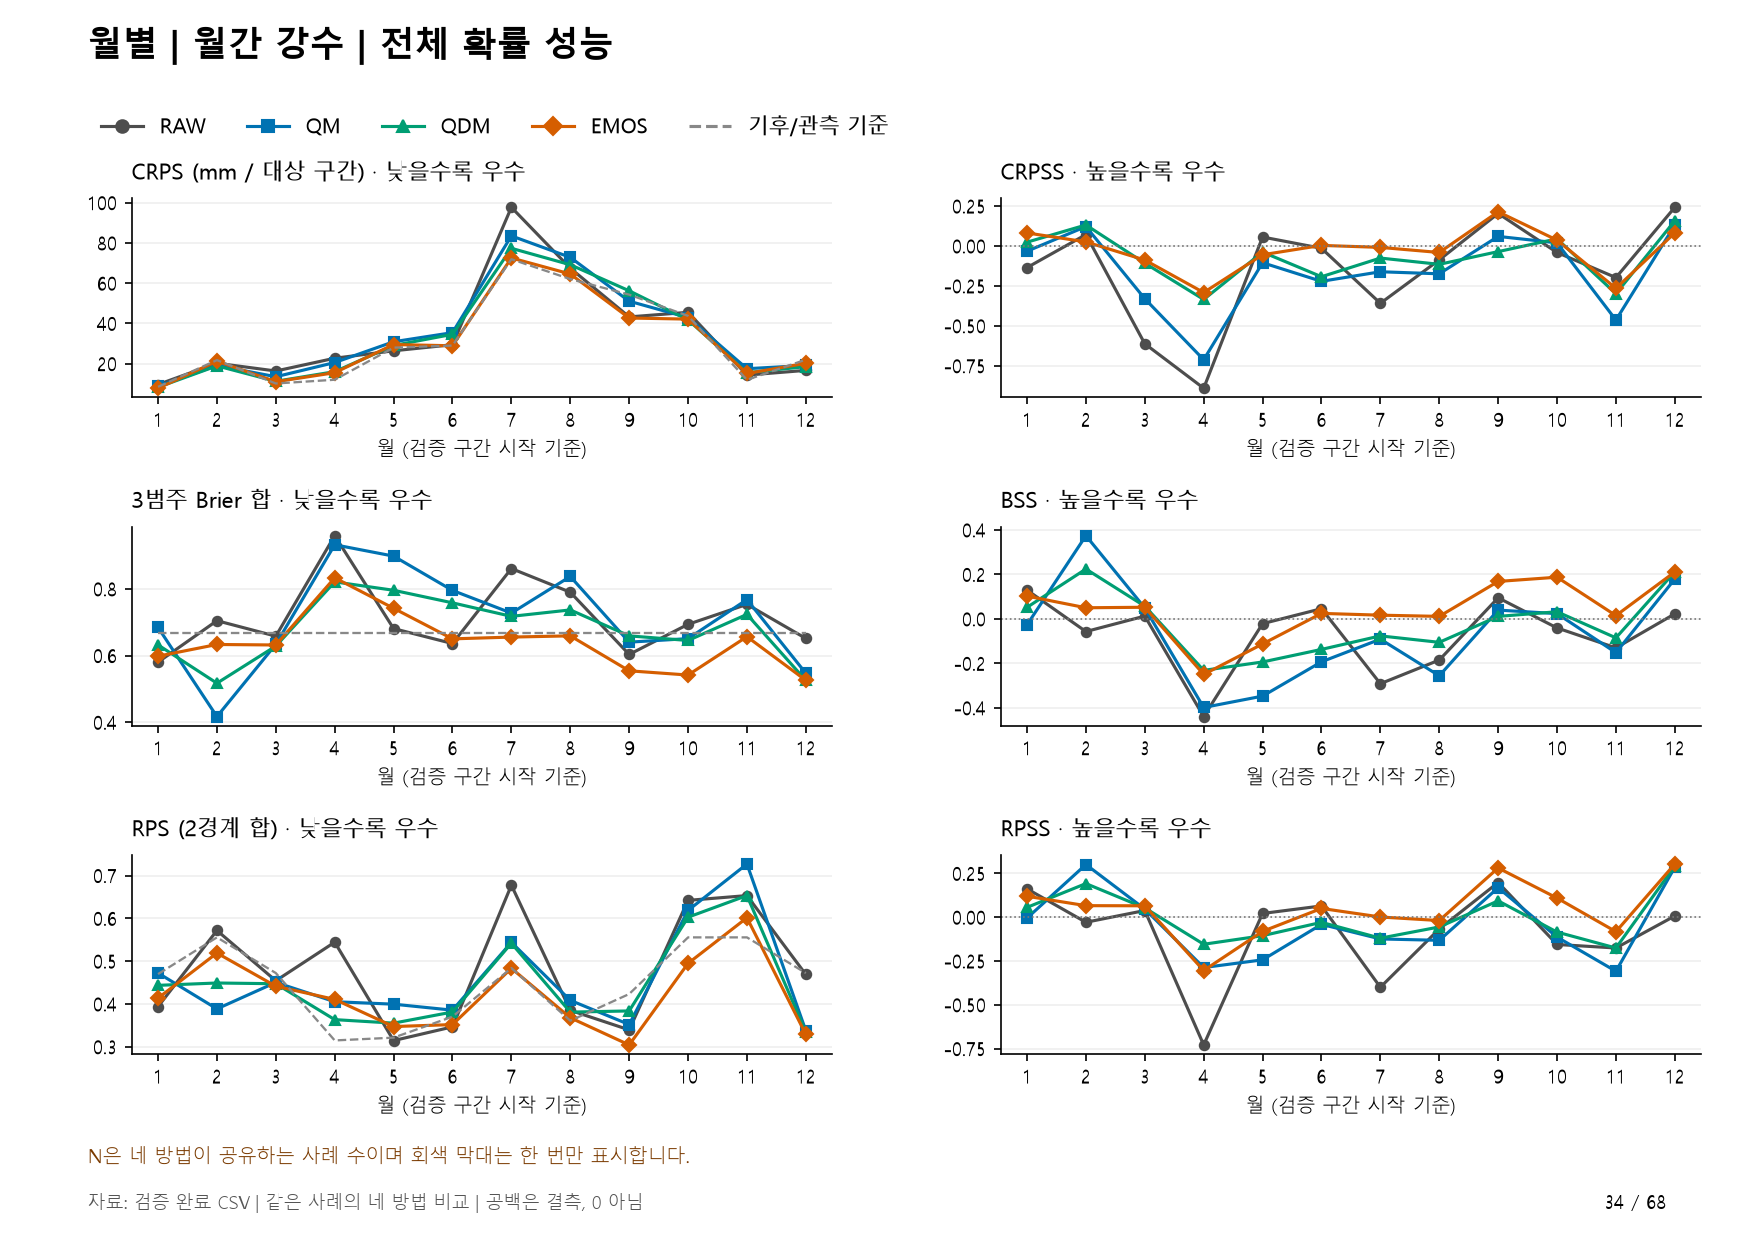 월별 | 월간 강수 | 전체 확률 성능
RAW QM QDM EMOS 기후/관측 기준
CRPS (mm / 대상 구간) · 낮을수록 우수
100
80
60
40
20
1 2 3 4 5 6 7 8 9 10 11 12
월 (검증 구간 시작 기준)
CRPSS · 높을수록 우수
0.25
0.00
-0.25
-0.50
-0.75
1 2 3 4 5 6 7 8 9 10 11 12
월 (검증 구간 시작 기준)
3범주 Brier 합 · 낮을수록 우수
0.8
0.6
0.4
1 2 3 4 5 6 7 8 9 10 11 12
월 (검증 구간 시작 기준)
BSS · 높을수록 우수
0.4
0.2
0.0
-0.2
-0.4
1 2 3 4 5 6 7 8 9 10 11 12
월 (검증 구간 시작 기준)
RPS (2경계 합) · 낮을수록 우수
0.7
0.6
0.5
0.4
0.3
1 2 3 4 5 6 7 8 9 10 11 12
월 (검증 구간 시작 기준)
RPSS · 높을수록 우수
0.25
0.00
-0.25
-0.50
-0.75
1 2 3 4 5 6 7 8 9 10 11 12
월 (검증 구간 시작 기준)
N은 네 방법이 공유하는 사례 수이며 회색 막대는 한 번만 표시합니다.
자료: 검증 완료 CSV | 같은 사례의 네 방법 비교 | 공백은 결측, 0 아님
34 / 68